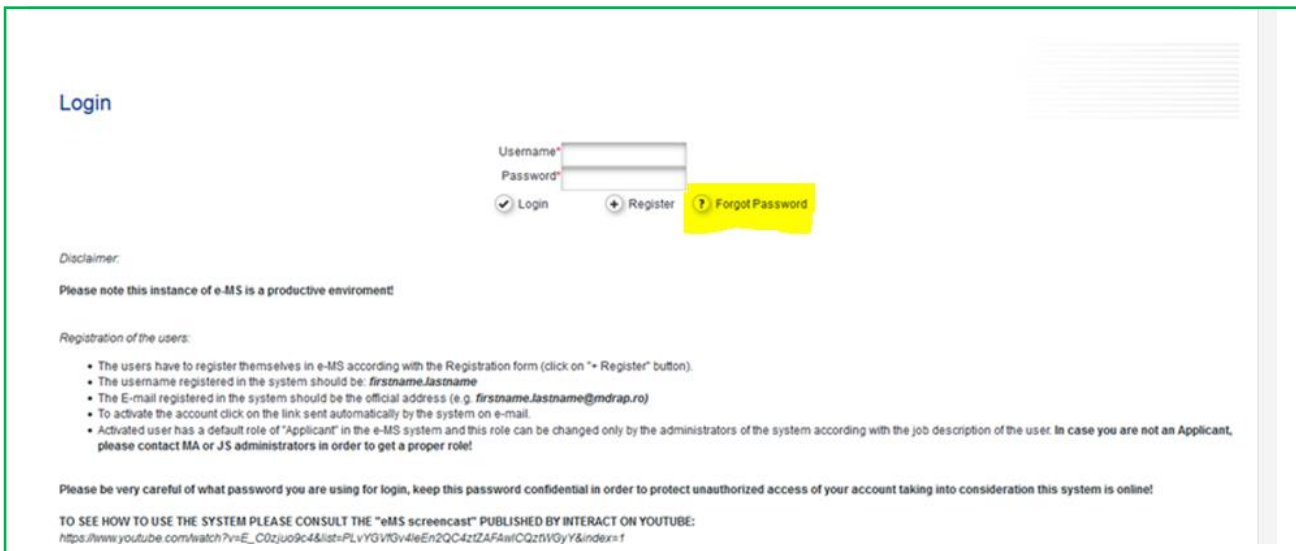 Login
Username*
Password*
Login Register Forgot Password
Disclaimer:
Please note this instance of e-MS is a productive enviroment!
Registration of the users:
• The users have to register themselves in e-MS according with the Registration form (click on "+ Register" button).
• The username registered in the system should be: firstname.lastname
• The E-mail registered in the system should be the official address (e.g. firstname.lastname@mdrap.ro)
• To activate the account click on the link sent automatically by the system on e-mail.
• Activated user has a default role of "Applicant" in the e-MS system and this role can be changed only by the administrators of the system according with the job description of the user. In case you are not an Applicant,
please contact MA or JS administrators in order to get a proper role!
Please be very careful of what password you are using for login, keep this password confidential in order to protect unauthorized access of your account taking into consideration this system is online!
TO SEE HOW TO USE THE SYSTEM PLEASE CONSULT THE "eMS screencast" PUBLISHED BY INTERACT ON YOUTUBE: